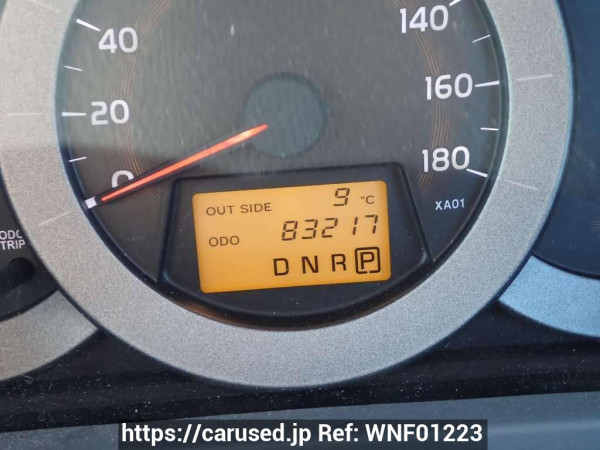 40
20
0
140
160
180
XA01
OUT SIDE 9 °C
ODO 83217
D N R P
ODO
TRIP
https://carused.jp Ref: WNF01223